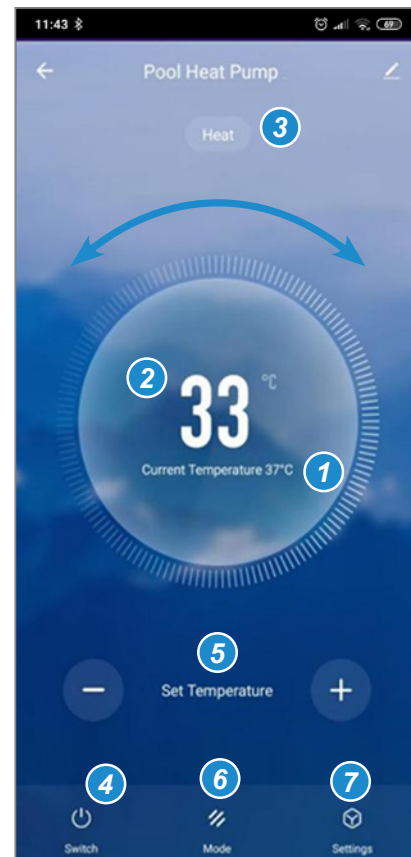 11:43
69
Pool Heat Pump
Heat
3
2
33 °C
Current Temperature 37°C
1
5
Set Temperature
4
6
7
Switch
Mode
Settings